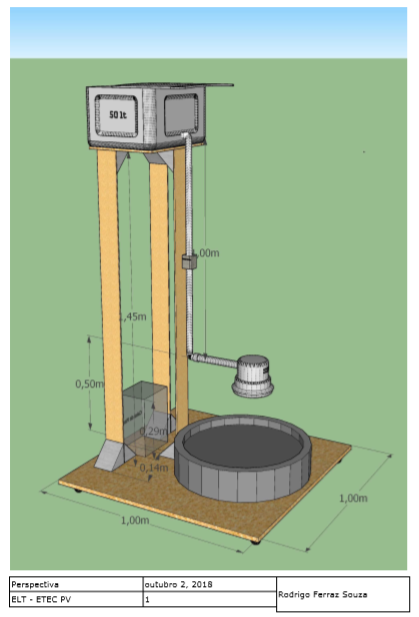 50 lt
1,00m
1,45m
0,50m
0,29m
0,14m
1,00m
1,00m
Perspectiva
outubro 2, 2018
Rodrigo Ferraz Souza
ELT - ETEC PV
1